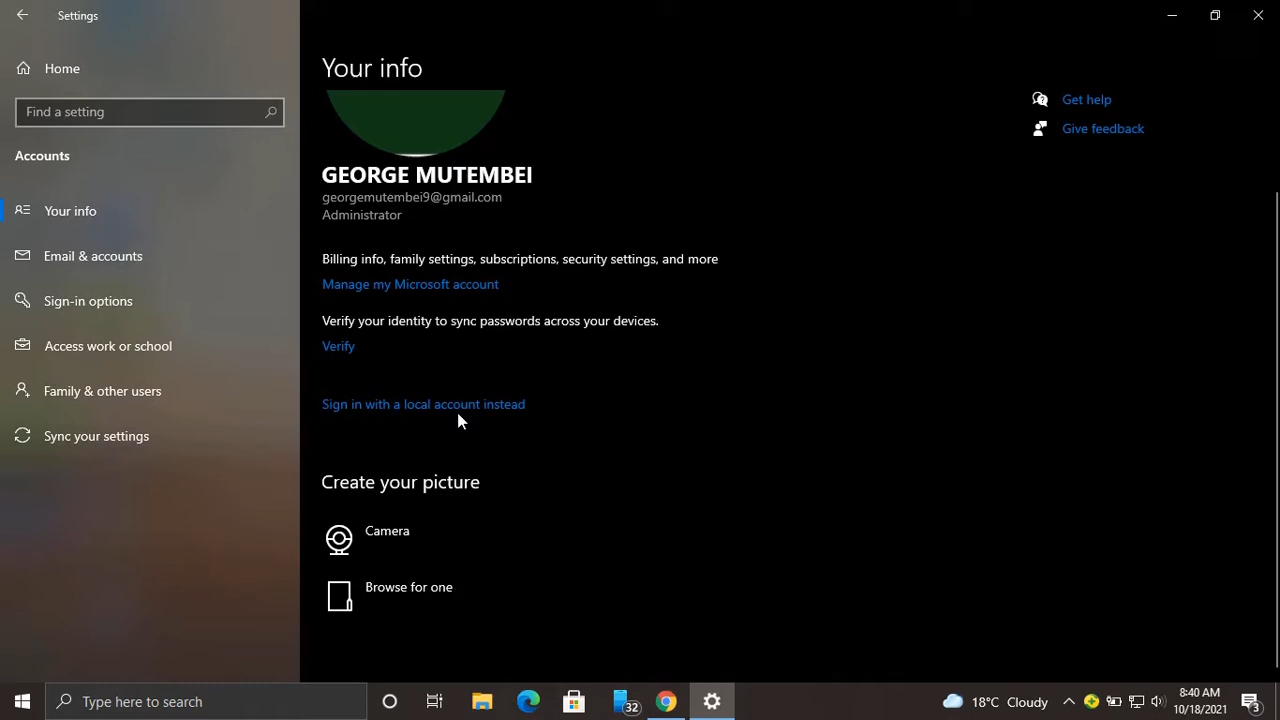 Settings
Home
Find a setting
Accounts
Your info
Email & accounts
Sign-in options
Access work or school
Family & other users
Sync your settings
Your info
GEORGE MUTEMBEI
georgemutembei9@gmail.com
Administrator
Billing info, family settings, subscriptions, security settings, and more
Manage my Microsoft account
Verify your identity to sync passwords across your devices.
Verify
Sign in with a local account instead
Create your picture
Camera
Browse for one
Get help
Give feedback
Type here to search
32
18°C Cloudy
8:40 AM
10/18/2021
3